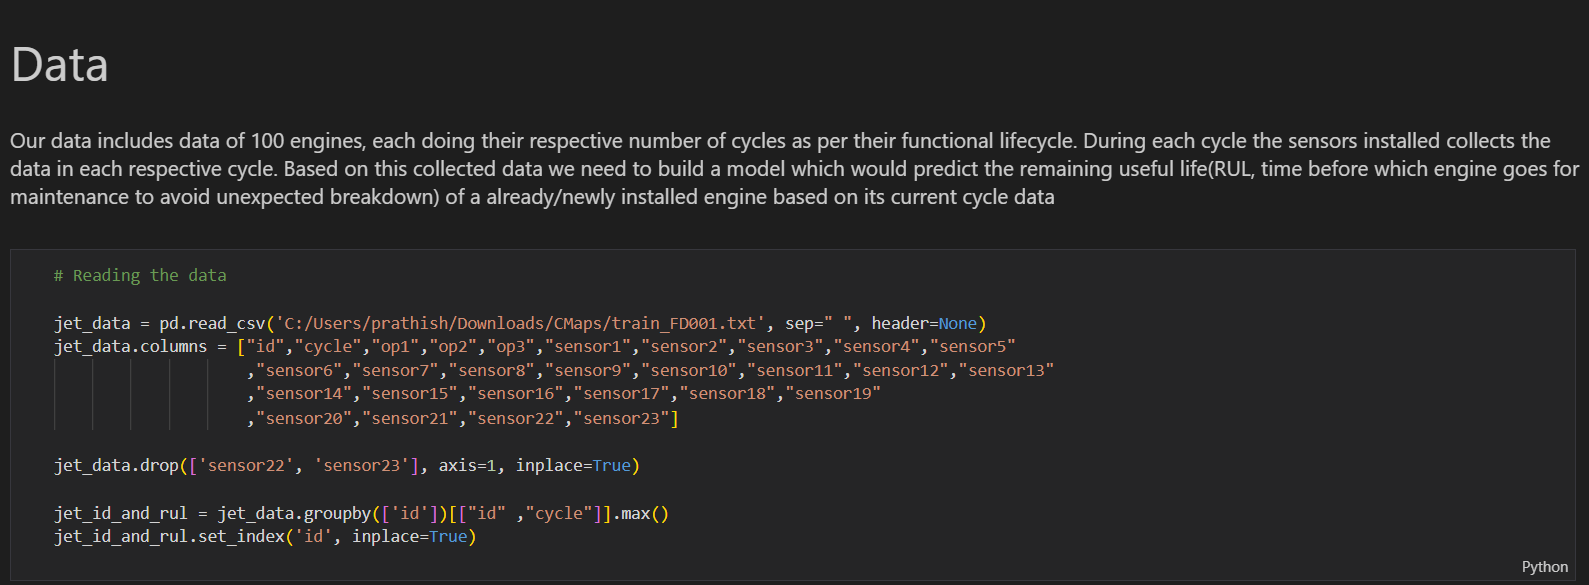 Data
Our data includes data of 100 engines, each doing their respective number of cycles as per their functional lifecycle. During each cycle the sensors installed collects the
data in each respective cycle. Based on this collected data we need to build a model which would predict the remaining useful life(RUL, time before which engine goes for
maintenance to avoid unexpected breakdown) of a already/newly installed engine based on its current cycle data
# Reading the data
jet_data = pd.read_csv('C:/Users/prathish/Downloads/CMaps/train_FD001.txt', sep=" ", header=None)
jet_data.columns = ["id","cycle","op1","op2","op3","sensor1","sensor2","sensor3","sensor4","sensor5"
,"sensor6","sensor7","sensor8","sensor9","sensor10","sensor11","sensor12","sensor13"
,"sensor14","sensor15","sensor16","sensor17","sensor18","sensor19"
,"sensor20","sensor21","sensor22","sensor23"]
jet_data.drop(['sensor22', 'sensor23'], axis=1, inplace=True)
jet_id_and_rul = jet_data.groupby(['id'])[["id" ,"cycle"]].max()
jet_id_and_rul.set_index('id', inplace=True)
Python